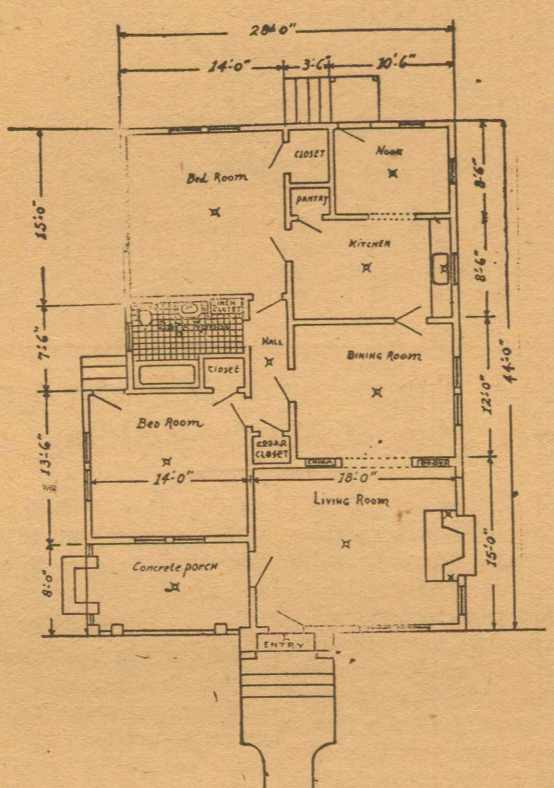 28'-0"
14'-0" 3'-6" 10'-6"
CLOSET
NOOK
Bed Room
PANTRY
KITCHEN
15'-0"
8'-6"
8'-6"
LINEN
CLOSET
HALL
DINING ROOM
7'-6"
CLOSET
44'-0"
12'-0"
BED ROOM
CEDAR
CLOSET
CHINA
14'-0"
18'-0"
LIVING ROOM
13'-6"
15'-0"
Concrete PORCH
8'-0"
ENTRY